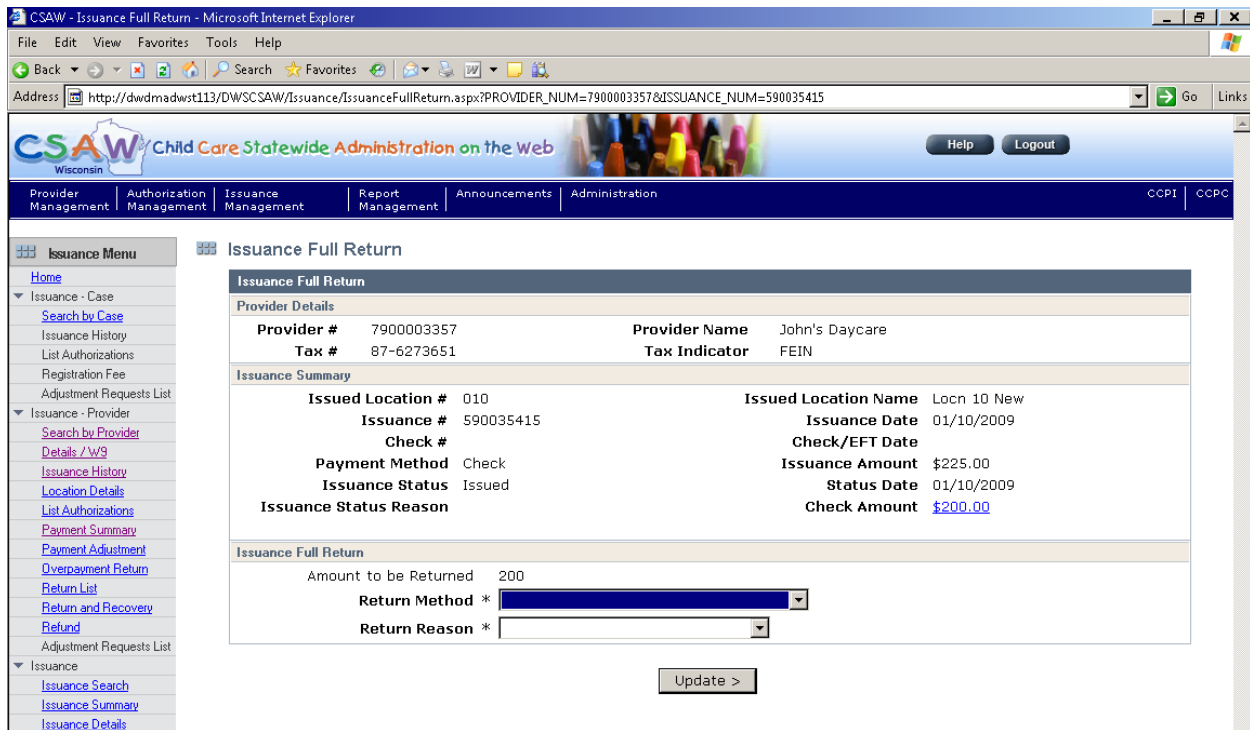 CSAW - Issuance Full Return - Microsoft Internet Explorer
File Edit View Favorites Tools Help
Back Search Favorites
Address http://dwdmadwst113/DWSCSAW/Issuance/IssuanceFullReturn.aspx?PROVIDER_NUM=7900003357&ISSUANCE_NUM=590035415 Go Links
CSAW Child Care Statewide Administration on the Web Help Logout
Wisconsin
Provider Management Authorization Management Issuance Management Report Management Announcements Administration CCPI CCPC
Issuance Menu
Home
Issuance - Case
Search by Case
Issuance History
List Authorizations
Registration Fee
Adjustment Requests List
Issuance - Provider
Search by Provider
Details / W9
Issuance History
Location Details
List Authorizations
Payment Summary
Payment Adjustment
Overpayment Return
Return List
Return and Recovery
Refund
Adjustment Requests List
Issuance
Issuance Search
Issuance Summary
Issuance Details
Issuance Full Return
Issuance Full Return
Provider Details
Provider # 7900003357 Provider Name John's Daycare
Tax # 87-6273651 Tax Indicator FEIN
Issuance Summary
Issued Location # 010 Issued Location Name Locn 10 New
Issuance # 590035415 Issuance Date 01/10/2009
Check # Check/EFT Date
Payment Method Check Issuance Amount $225.00
Issuance Status Issued Status Date 01/10/2009
Issuance Status Reason Check Amount $200.00
Issuance Full Return
Amount to be Returned 200
Return Method *
Return Reason *
Update >